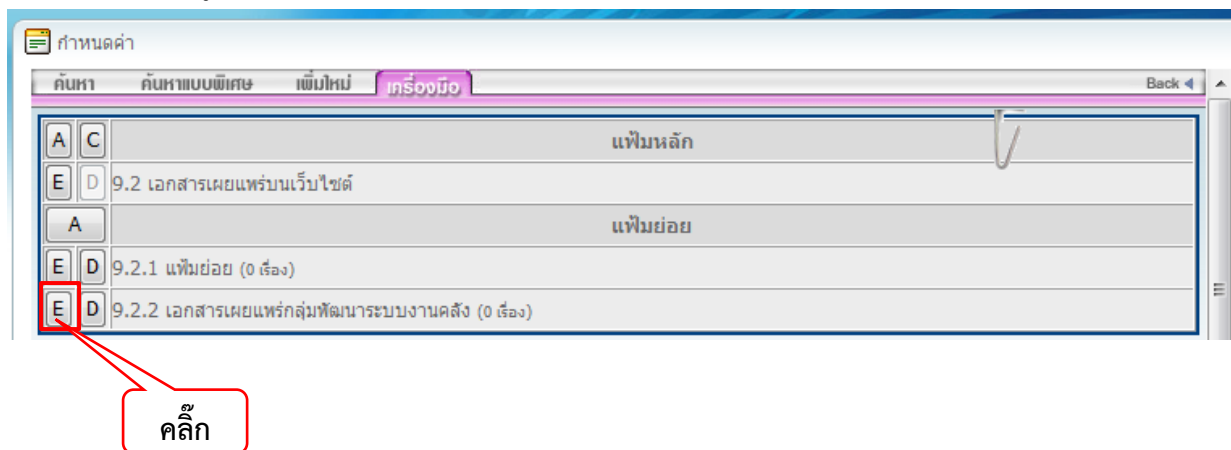 กำหนดค่า
ค้นหา ค้นหาแบบพิเศษ เพิ่มใหม่ เครื่องมือ Back
A C แฟ้มหลัก
E D 9.2 เอกสารเผยแพร่บนเว็บไซต์
A แฟ้มย่อย
E D 9.2.1 แฟ้มย่อย (0 เรื่อง)
E D 9.2.2 เอกสารเผยแพร่กลุ่มพัฒนาระบบงานคลัง (0 เรื่อง)
คลิ๊ก